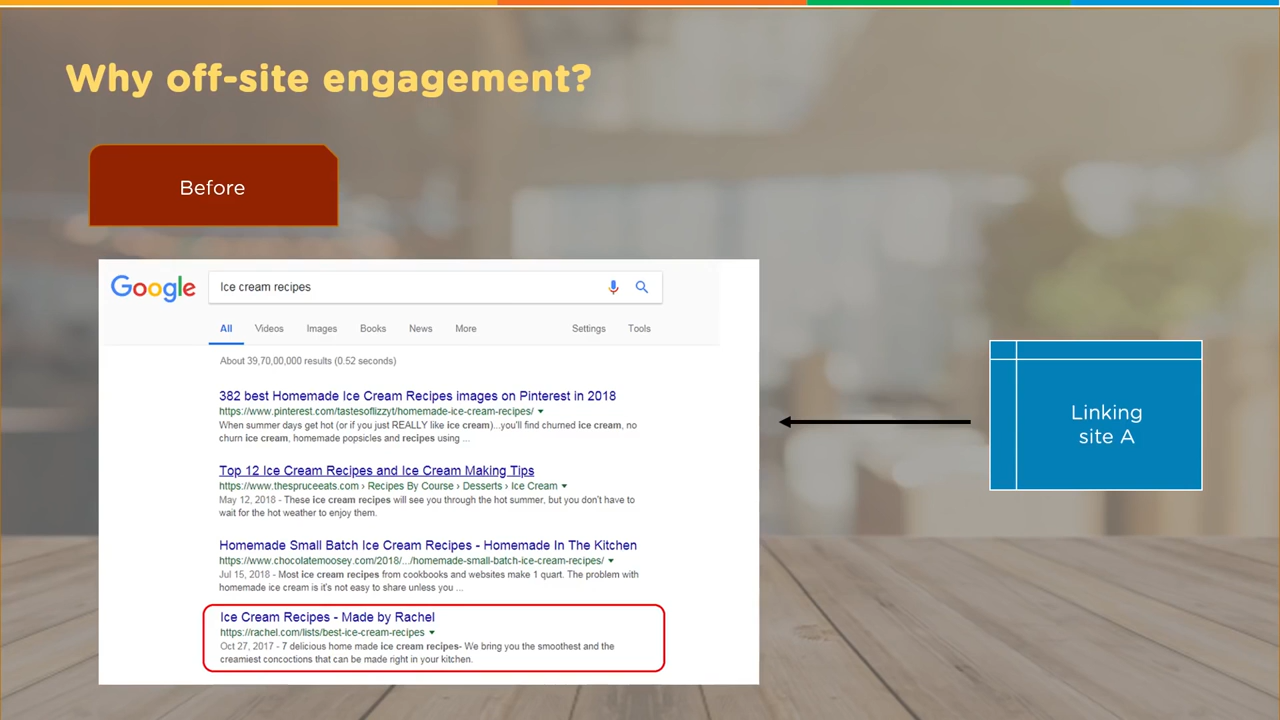 Why off-site engagement?
Before
Google
Ice cream recipes
All Videos Images Books News More Settings Tools
About 39,70,00,000 results (0.52 seconds)
382 best Homemade Ice Cream Recipes images on Pinterest in 2018
https://www.pinterest.com/tastesoflizzyt/homemade-ice-cream-recipes/
When summer days get hot (or if you just REALLY like ice cream)...you'll find churned ice cream, no
churn ice cream, homemade popsicles and recipes using ...
Top 12 Ice Cream Recipes and Ice Cream Making Tips
https://www.thespruceeats.com › Recipes By Course › Desserts › Ice Cream
May 12, 2018 - These ice cream recipes will see you through the hot summer, but you don't have to
wait for the hot weather to enjoy them.
Homemade Small Batch Ice Cream Recipes - Homemade In The Kitchen
https://www.chocolatemoosey.com/2018/.../homemade-small-batch-ice-cream-recipes/
Jul 15, 2018 - Most ice cream recipes from cookbooks and websites make 1 quart. The problem with
homemade ice cream is it's not easy to share unless you ...
Ice Cream Recipes - Made by Rachel
https://rachel.com/lists/best-ice-cream-recipes
Oct 27, 2017 - 7 delicious home made ice cream recipes- We bring you the smoothest and the
creamiest concoctions that can be made right in your kitchen.
Linking
site A